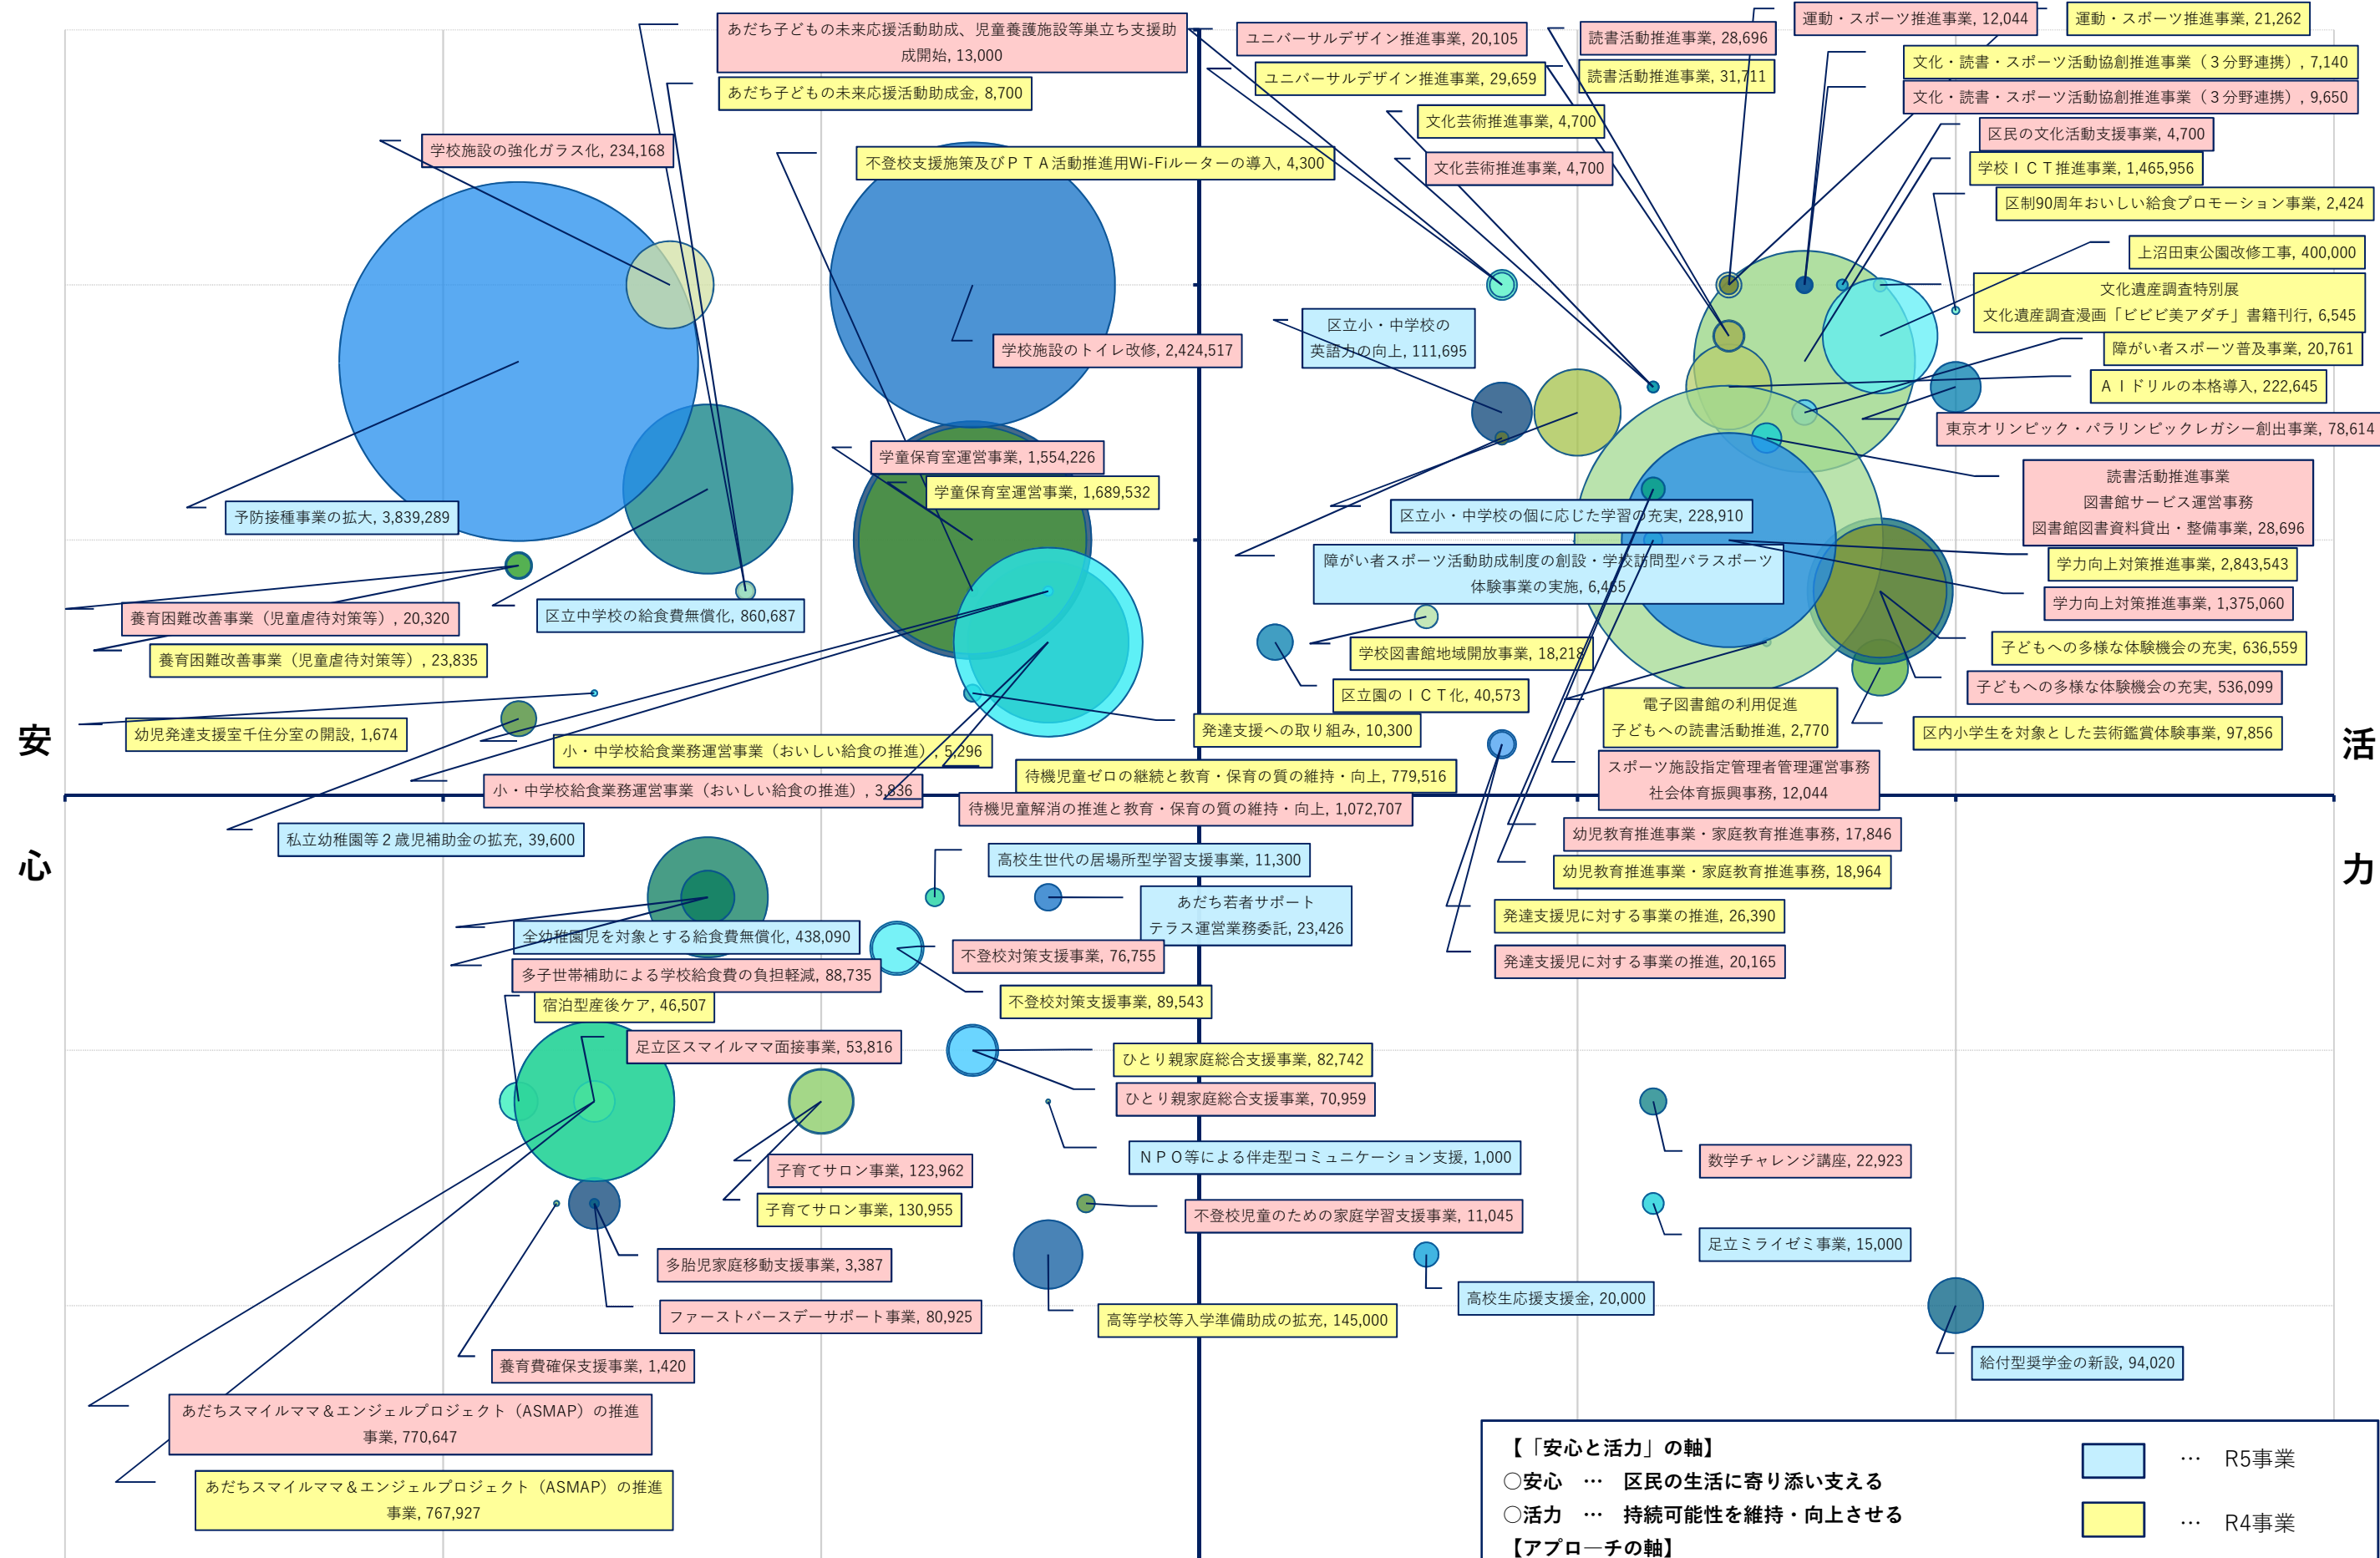 あだち子どもの未来応援活動助成、児童養護施設等巣立ち支援助
成開始, 13,000
あだち子どもの未来応援活動助成金, 8,700
学校施設の強化ガラス化, 234,168
不登校支援施策及びＰＴＡ活動推進用Wi-Fiルーターの導入, 4,300
学校施設のトイレ改修, 2,424,517
学童保育室運営事業, 1,554,226
学童保育室運営事業, 1,689,532
予防接種事業の拡大, 3,839,289
養育困難改善事業（児童虐待対策等）, 20,320
区立中学校の給食費無償化, 860,687
養育困難改善事業（児童虐待対策等）, 23,835
幼児発達支援室千住分室の開設, 1,674
小・中学校給食業務運営事業（おいしい給食の推進）, 5,296
小・中学校給食業務運営事業（おいしい給食の推進）, 3,836
私立幼稚園等２歳児補助金の拡充, 39,600
発達支援への取り組み, 10,300
待機児童ゼロの継続と教育・保育の質の維持・向上, 779,516
待機児童解消の推進と教育・保育の質の維持・向上, 1,072,707
安
心
ユニバーサルデザイン推進事業, 20,105
ユニバーサルデザイン推進事業, 29,659
読書活動推進事業, 28,696
読書活動推進事業, 31,711
運動・スポーツ推進事業, 12,044
運動・スポーツ推進事業, 21,262
文化・読書・スポーツ活動協創推進事業（３分野連携）, 7,140
文化・読書・スポーツ活動協創推進事業（３分野連携）, 9,650
文化芸術推進事業, 4,700
文化芸術推進事業, 4,700
区民の文化活動支援事業, 4,700
学校ＩＣＴ推進事業, 1,465,956
区制90周年おいしい給食プロモーション事業, 2,424
上沼田東公園改修工事, 400,000
文化遺産調査特別展
文化遺産調査漫画「ビビビ美アダチ」書籍刊行, 6,545
障がい者スポーツ普及事業, 20,761
ＡＩドリルの本格導入, 222,645
東京オリンピック・パラリンピックレガシー創出事業, 78,614
区立小・中学校の
英語力の向上, 111,695
読書活動推進事業
図書館サービス運営事務
図書館図書資料貸出・整備事業, 28,696
区立小・中学校の個に応じた学習の充実, 228,910
障がい者スポーツ活動助成制度の創設・学校訪問型パラスポーツ
体験事業の実施, 6,465
学力向上対策推進事業, 2,843,543
学力向上対策推進事業, 1,375,060
子どもへの多様な体験機会の充実, 636,559
子どもへの多様な体験機会の充実, 536,099
学校図書館地域開放事業, 18,218
区立園のＩＣＴ化, 40,573
電子図書館の利用促進
子どもへの読書活動推進, 2,770
区内小学生を対象とした芸術鑑賞体験事業, 97,856
スポーツ施設指定管理者管理運営事務
社会体育振興事務, 12,044
幼児教育推進事業・家庭教育推進事務, 17,846
幼児教育推進事業・家庭教育推進事務, 18,964
発達支援児に対する事業の推進, 26,390
発達支援児に対する事業の推進, 20,165
活
力
高校生世代の居場所型学習支援事業, 11,300
あだち若者サポート
テラス運営業務委託, 23,426
全幼稚園児を対象とする給食費無償化, 438,090
多子世帯補助による学校給食費の負担軽減, 88,735
不登校対策支援事業, 76,755
不登校対策支援事業, 89,543
宿泊型産後ケア, 46,507
足立区スマイルママ面接事業, 53,816
ひとり親家庭総合支援事業, 82,742
ひとり親家庭総合支援事業, 70,959
ＮＰＯ等による伴走型コミュニケーション支援, 1,000
子育てサロン事業, 123,962
子育てサロン事業, 130,955
不登校児童のための家庭学習支援事業, 11,045
多胎児家庭移動支援事業, 3,387
ファーストバースデーサポート事業, 80,925
高等学校等入学準備助成の拡充, 145,000
養育費確保支援事業, 1,420
あだちスマイルママ＆エンジェルプロジェクト（ASMAP）の推進
事業, 770,647
あだちスマイルママ＆エンジェルプロジェクト（ASMAP）の推進
事業, 767,927
数学チャレンジ講座, 22,923
足立ミライゼミ事業, 15,000
高校生応援支援金, 20,000
給付型奨学金の新設, 94,020
【「安心と活力」の軸】
○安心　…　区民の生活に寄り添い支える
○活力　…　持続可能性を維持・向上させる
【アプローチの軸】
…　R5事業
…　R4事業